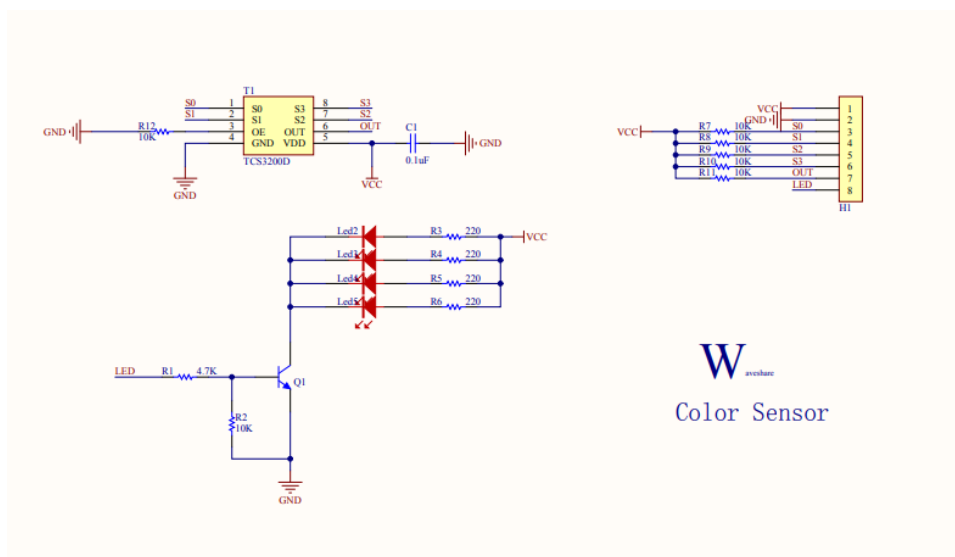 T1
S0 1 S0 S3 8 S3
S1 2 S1 S2 7 S2
GND R12 3 OE OUT 6 OUT
10K 4 GND VDD 5
TCS3200D
GND
VCC
C1
0.1uF
GND
VCC
VCC 1
GND 2
R7 10K S0 3
R8 10K S1 4
R9 10K S2 5
R10 10K S3 6
R11 10K OUT 7
LED 8
H1
Led2 R3 220 VCC
Led3 R4 220
Led4 R5 220
Led5 R6 220
LED R1 4.7K
Q1
R2
10K
GND
Waveshare
Color Sensor